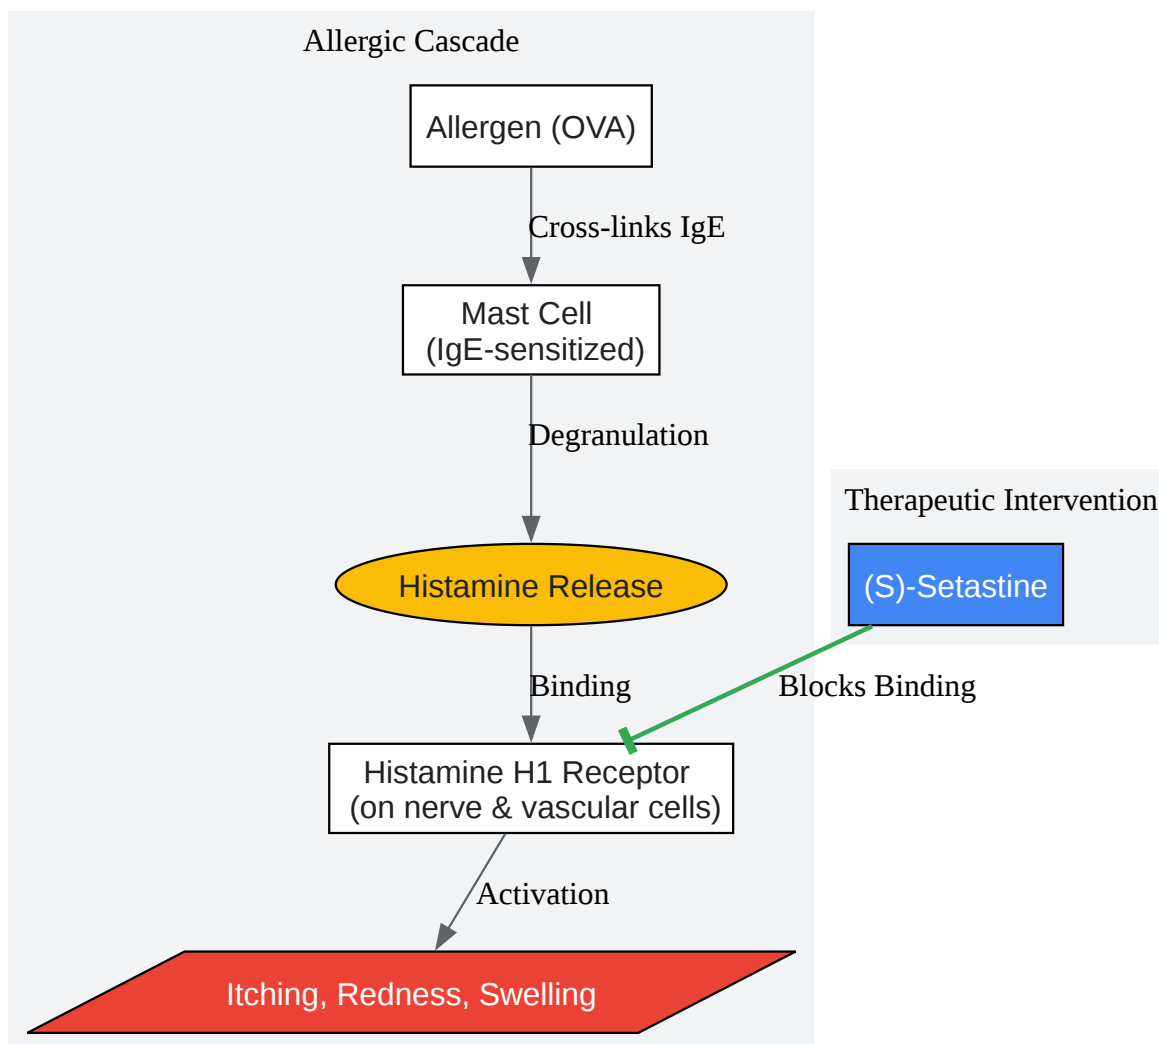 Allergic Cascade
Allergen (OVA)
Cross-links IgE
Mast Cell
(IgE-sensitized)
Degranulation
Therapeutic Intervention
(S)-Setastine
Histamine Release
Binding
Blocks Binding
Histamine H1 Receptor
(on nerve & vascular cells)
Activation
Itching, Redness, Swelling